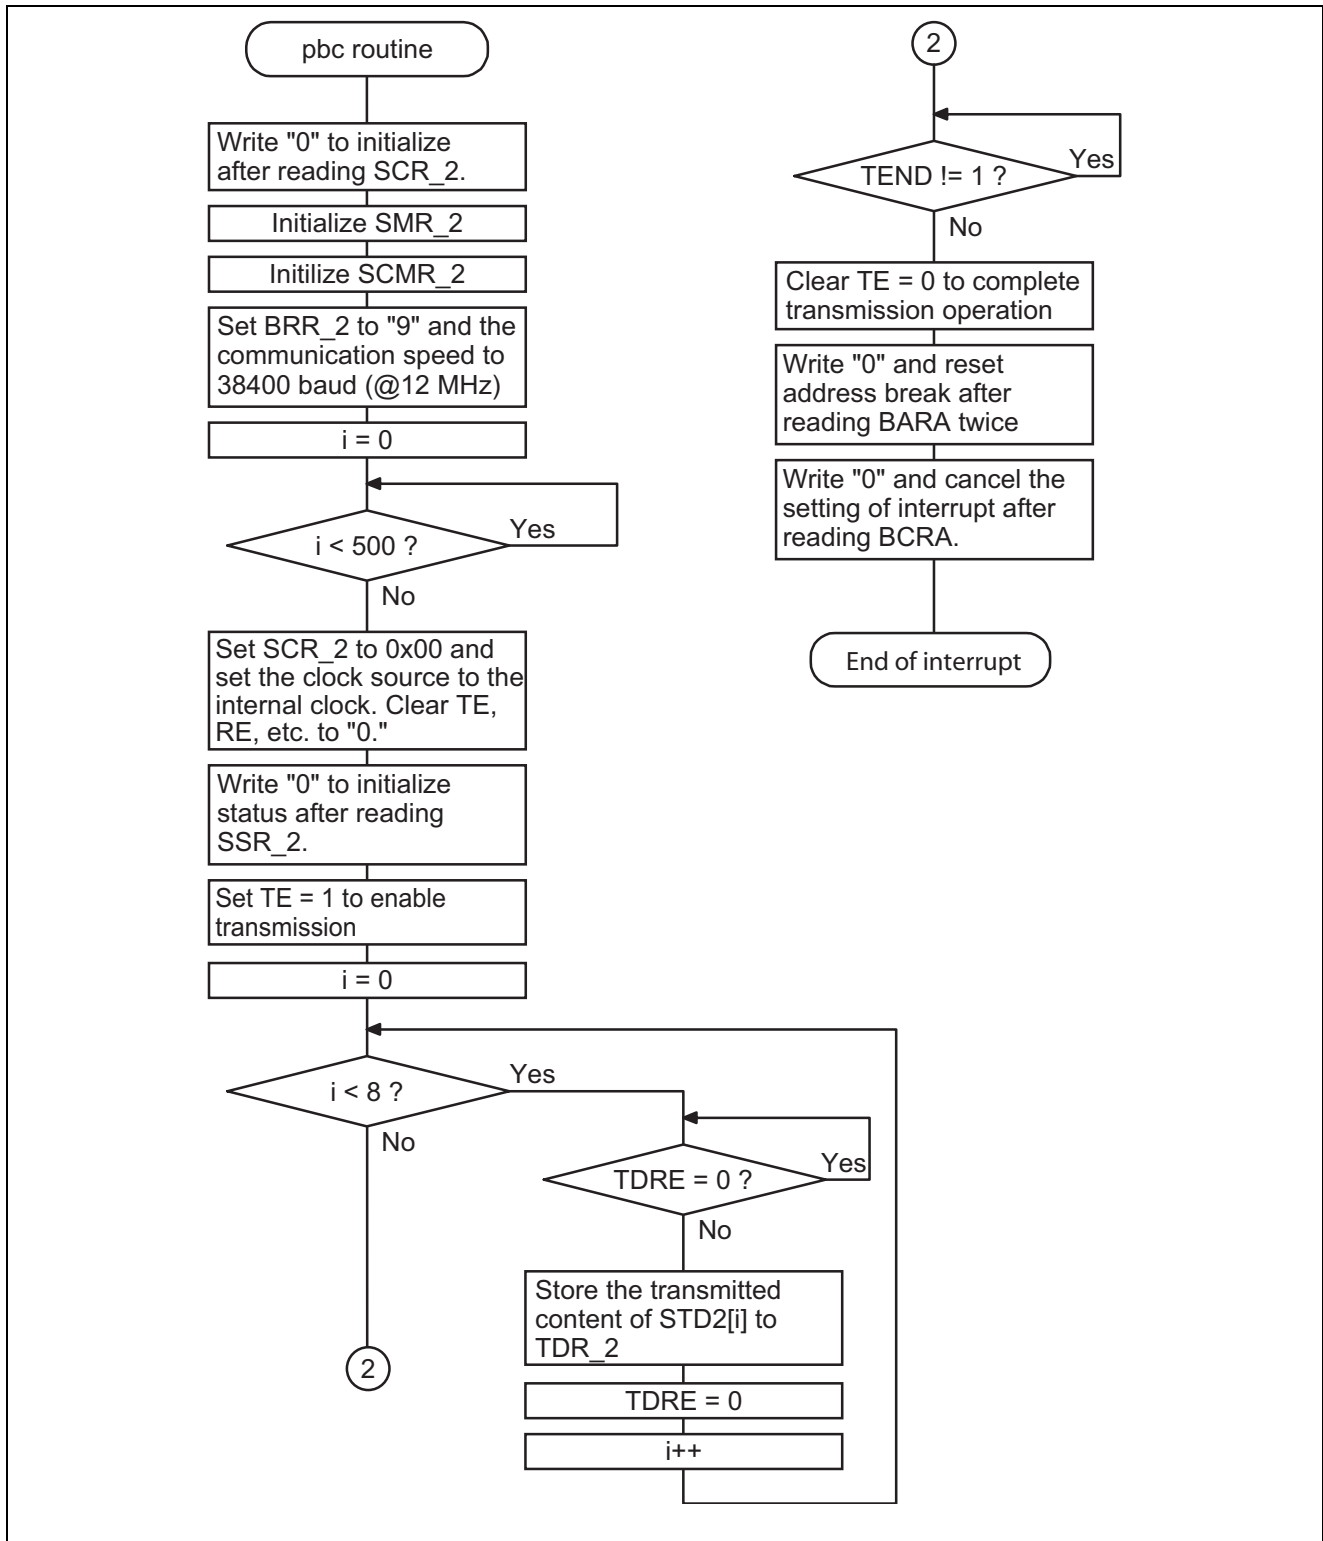 pbc routine
Write "0" to initialize
after reading SCR_2.
Initialize SMR_2
Initilize SCMR_2
Set BRR_2 to "9" and the
communication speed to
38400 baud (@12 MHz)
i = 0
i < 500 ?
Yes
No
Set SCR_2 to 0x00 and
set the clock source to the
internal clock. Clear TE,
RE, etc. to "0."
Write "0" to initialize
status after reading
SSR_2.
Set TE = 1 to enable
transmission
i = 0
i < 8 ?
Yes
No
TDRE = 0 ?
Yes
No
Store the transmitted
content of STD2[i] to
TDR_2
TDRE = 0
i++
2
2
TEND != 1 ?
Yes
No
Clear TE = 0 to complete
transmission operation
Write "0" and reset
address break after
reading BARA twice
Write "0" and cancel the
setting of interrupt after
reading BCRA.
End of interrupt